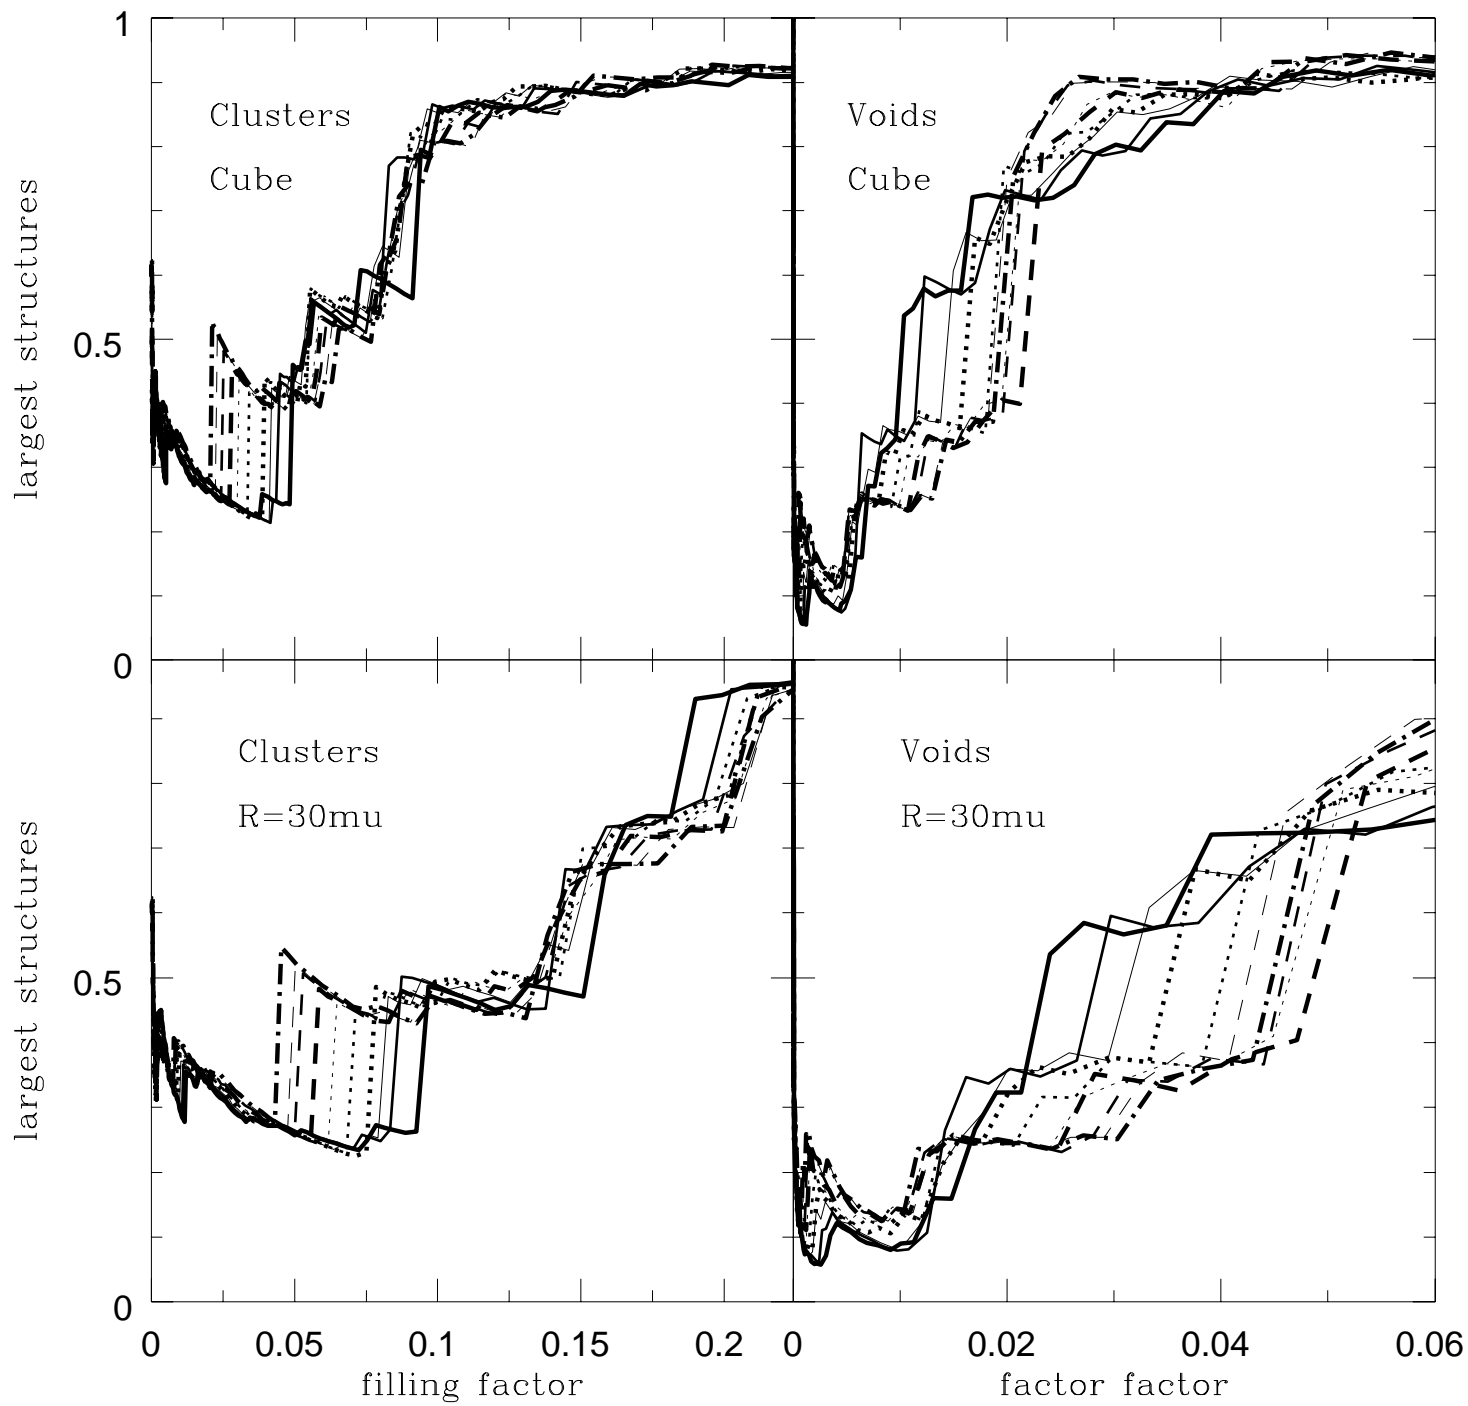 1
Clusters
Cube
Voids
Cube
largest structures
0.5
0
Clusters
R=30mu
Voids
R=30mu
largest structures
0.5
0
0 0.05 0.1 0.15 0.2 0 0.02 0.04 0.06
filling factor factor factor